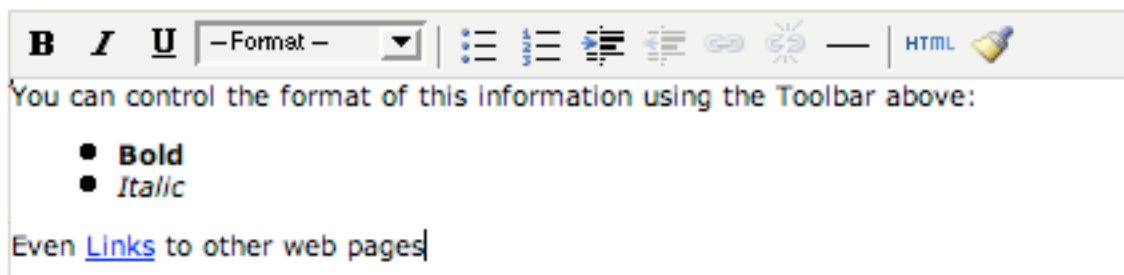 B I U -- Format -- HTML
You can control the format of this information using the Toolbar above:
Bold
Italic
Even Links to other web pages